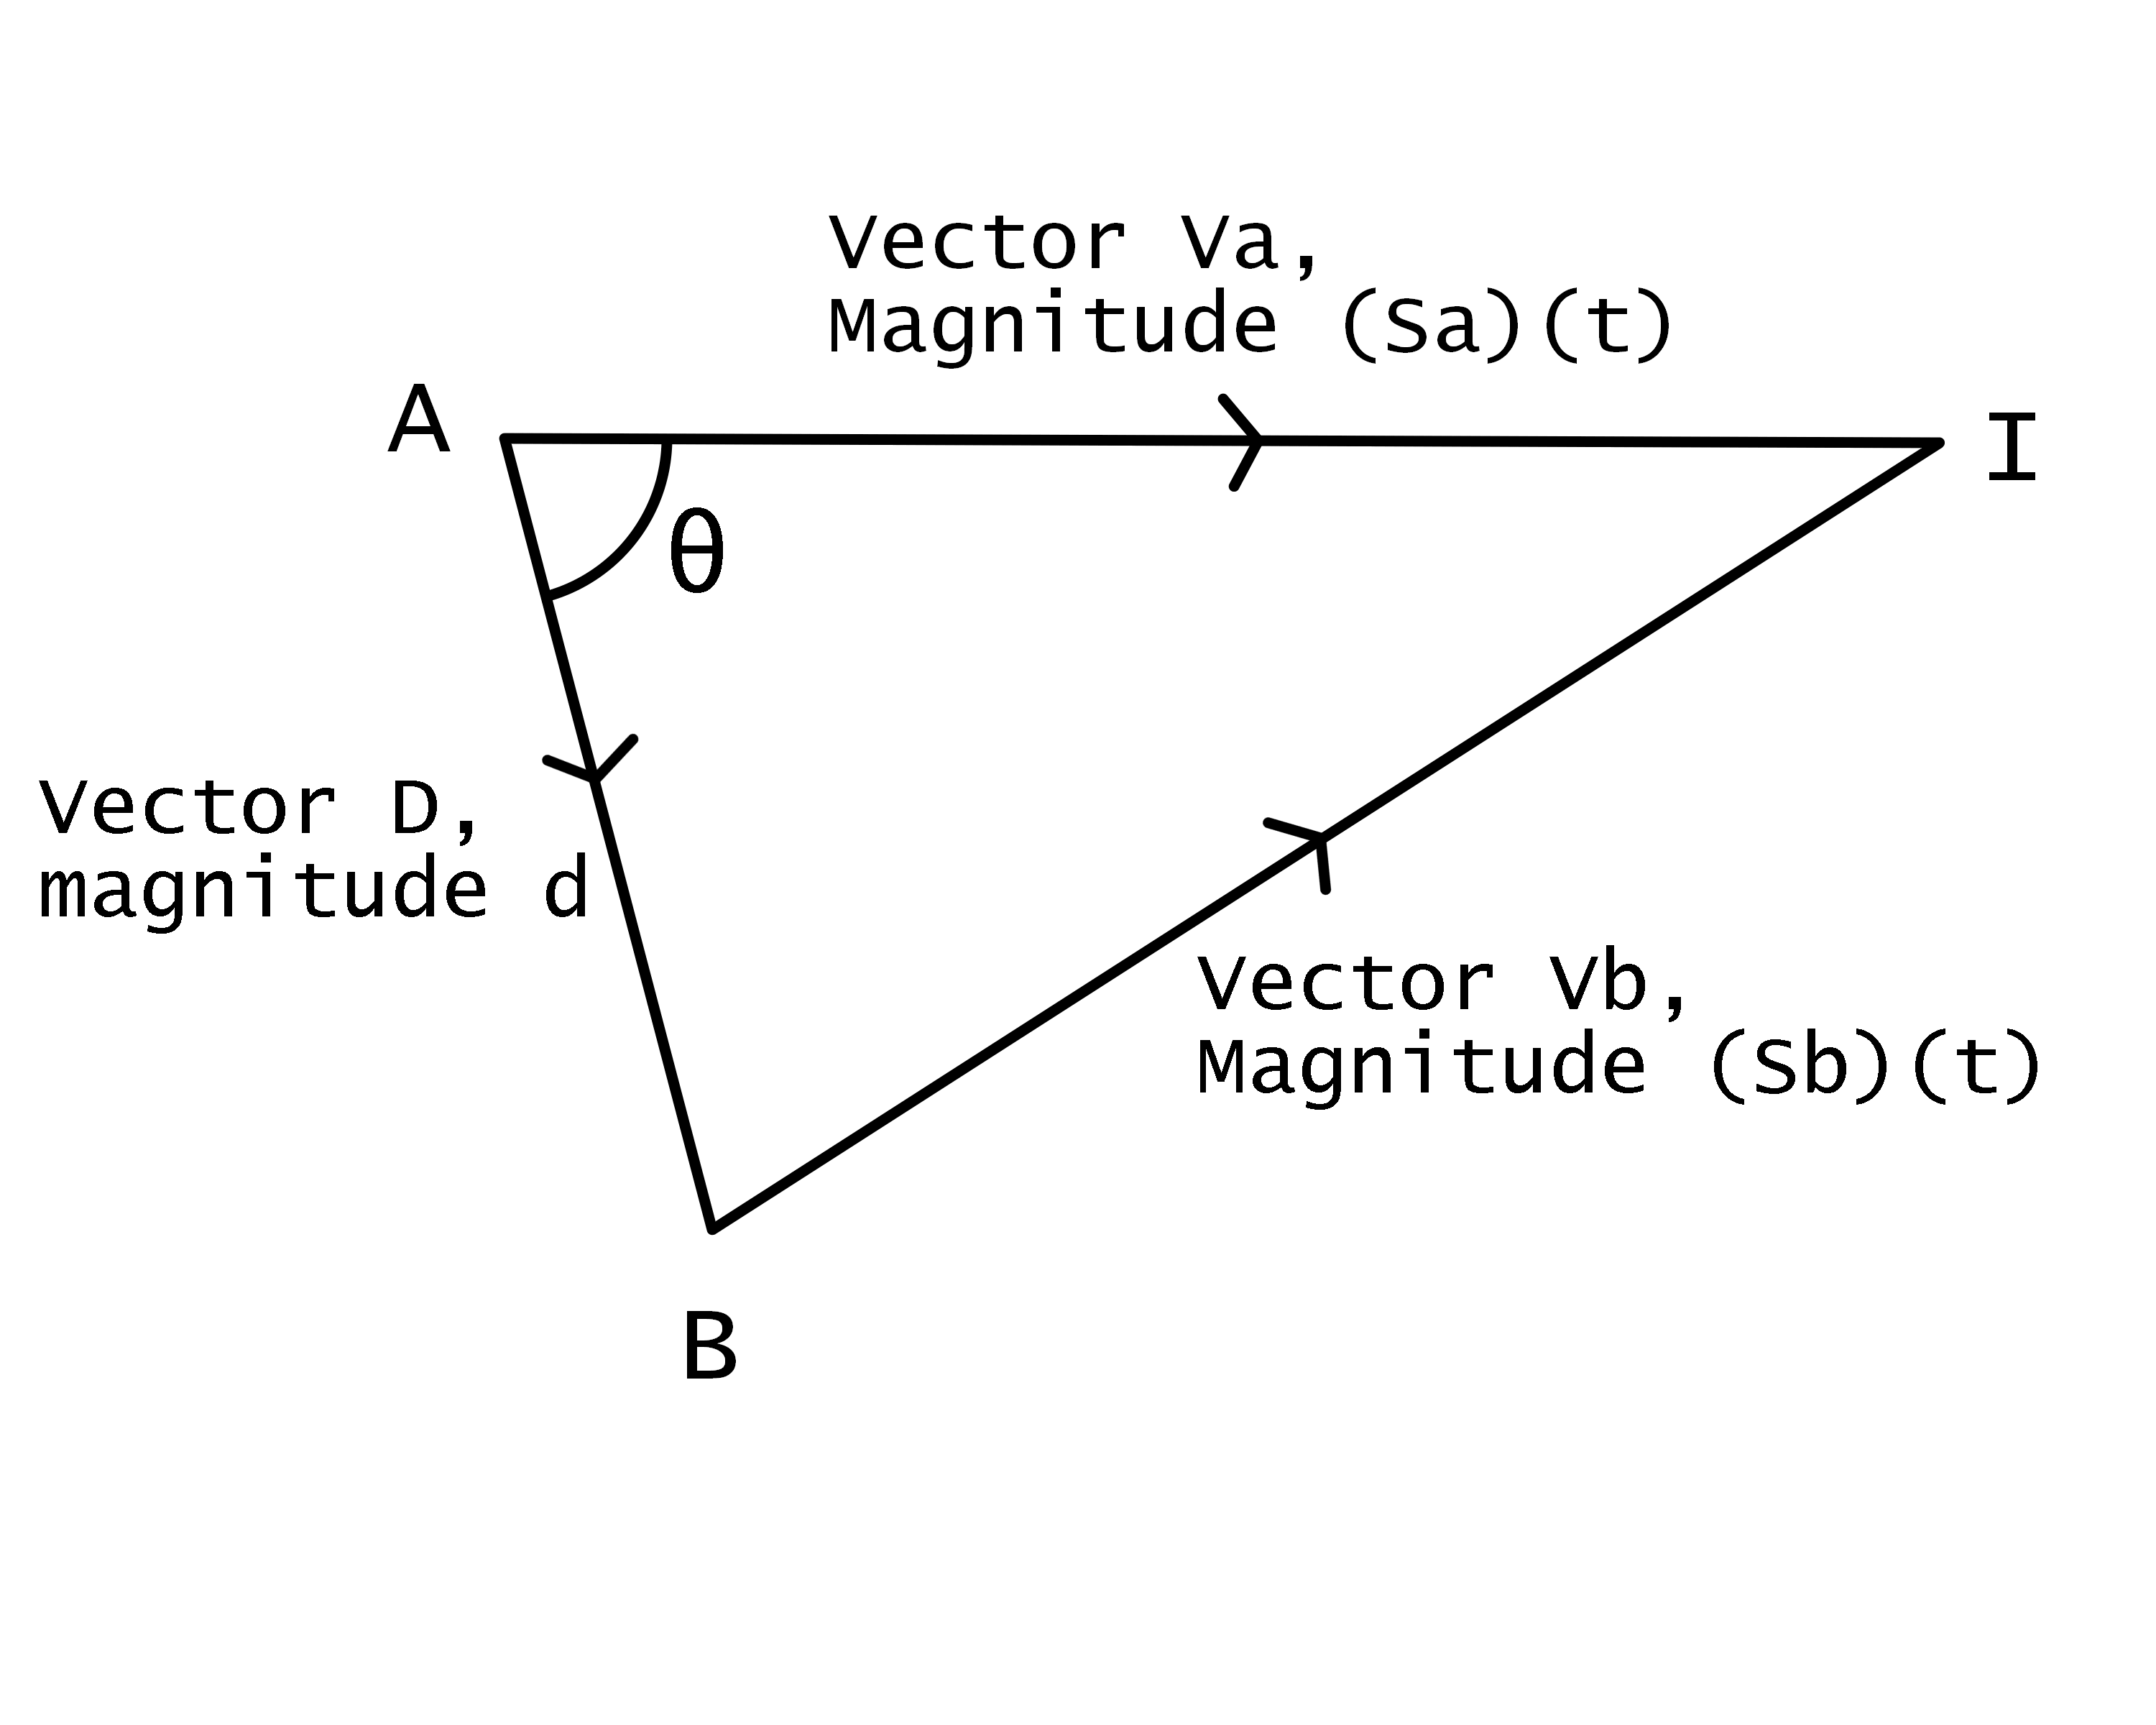 Vector Va,
Magnitude (Sa)(t)
A
I
θ
Vector D,
magnitude d
Vector Vb,
Magnitude (Sb)(t)
B